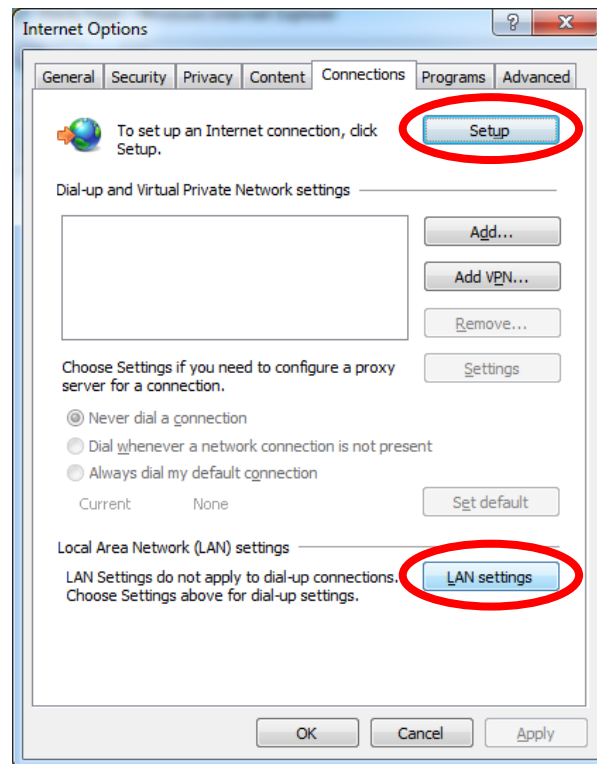 Internet Options
General Security Privacy Content Connections Programs Advanced
To set up an Internet connection, click
Setup.
Setup
Dial-up and Virtual Private Network settings
Add...
Add VPN...
Remove...
Choose Settings if you need to configure a proxy
server for a connection.
Settings
Never dial a connection
Dial whenever a network connection is not present
Always dial my default connection
Current None
Set default
Local Area Network (LAN) settings
LAN Settings do not apply to dial-up connections.
Choose Settings above for dial-up settings.
LAN settings
OK Cancel Apply